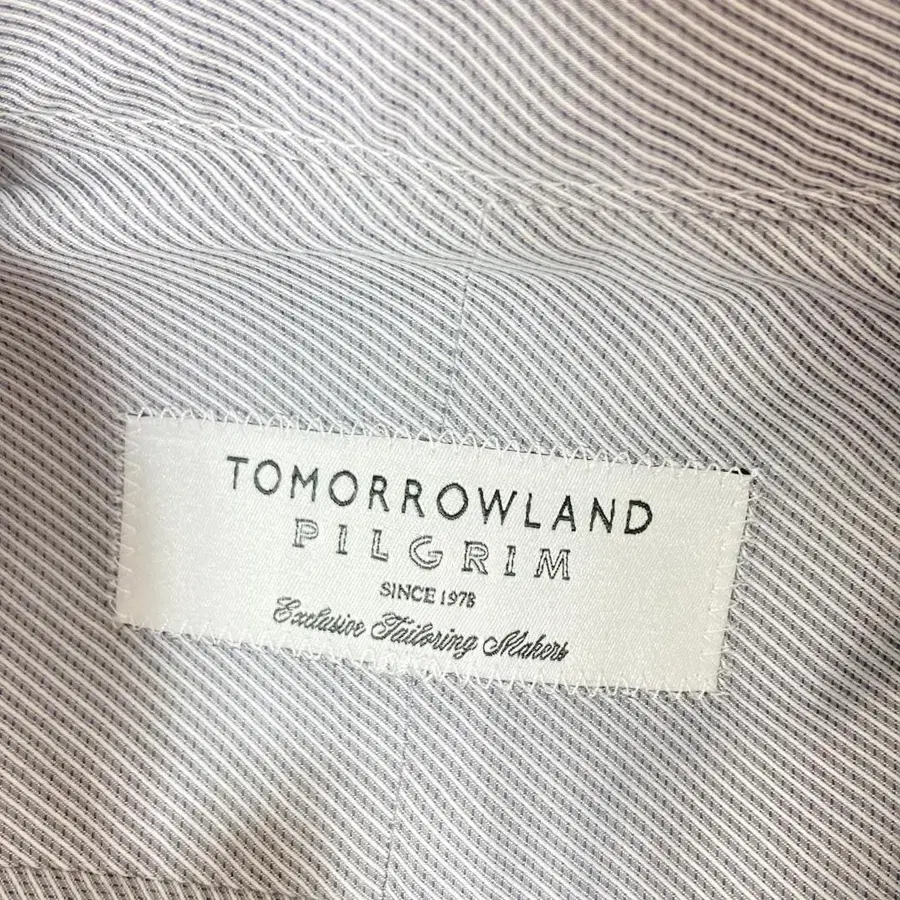 TOMORROWLAND
PILGRIM
SINCE 1978
Exclusive Tailoring Makers